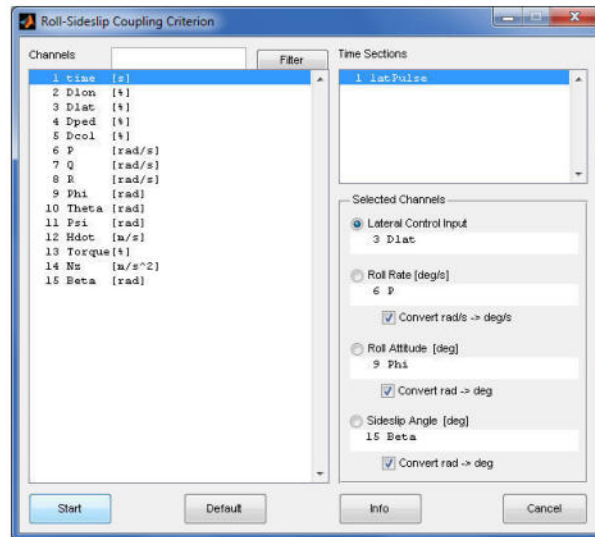 Roll-Sideslip Coupling Criterion
Channels
Filter
1 time [s]
2 Dlon [%]
3 Dlat [%]
4 Dped [%]
5 Dcol [%]
6 P [rad/s]
7 Q [rad/s]
8 R [rad/s]
9 Phi [rad]
10 Theta [rad]
11 Psi [rad]
12 Hdot [m/s]
13 Torque[%]
14 Nz [m/s^2]
15 Beta [rad]
Time Sections
1 latPulse
Selected Channels
Lateral Control Input
3 Dlat
Roll Rate [deg/s]
6 P
Convert rad/s -> deg/s
Roll Attitude [deg]
9 Phi
Convert rad -> deg
Sideslip Angle [deg]
15 Beta
Convert rad -> deg
Start
Default
Info
Cancel